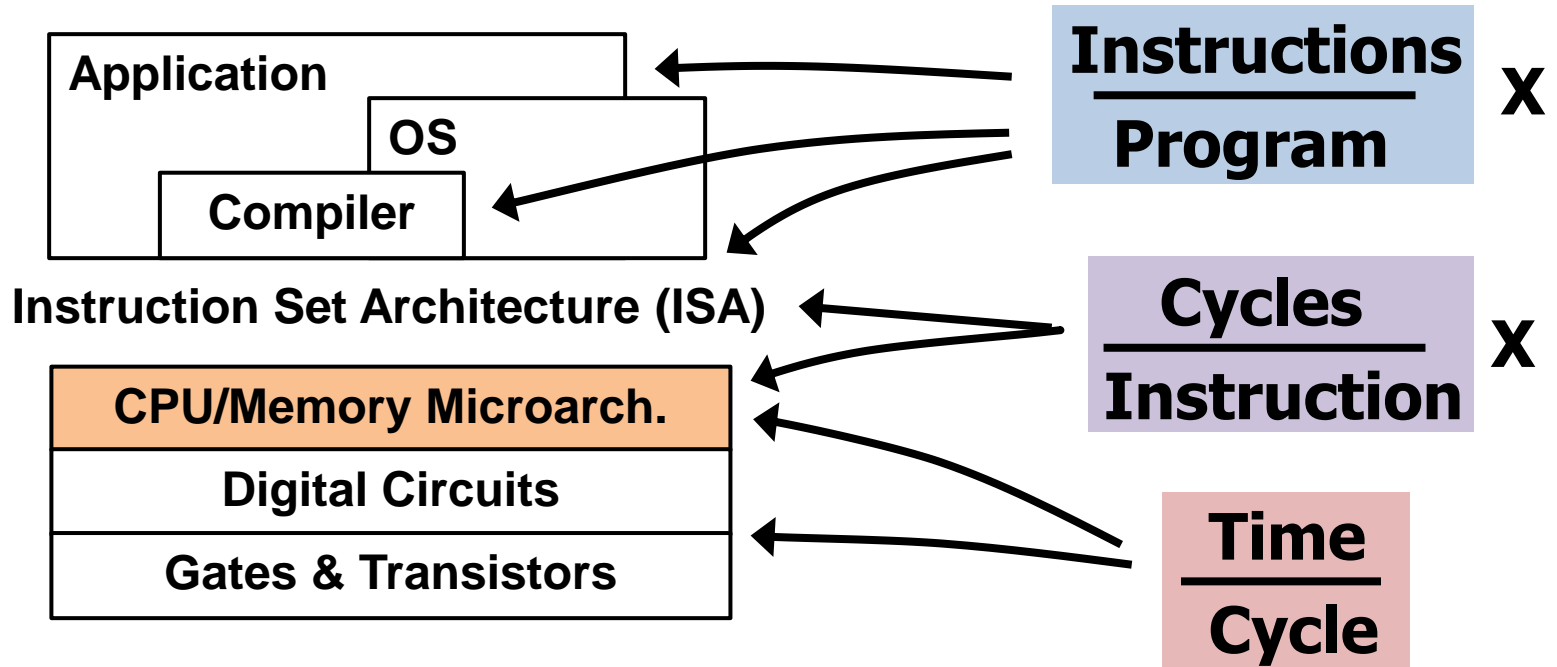 Application
OS
Compiler
Instruction Set Architecture (ISA)
CPU/Memory Microarch.
Digital Circuits
Gates & Transistors
Instructions
Program
X
Cycles
Instruction
X
Time
Cycle